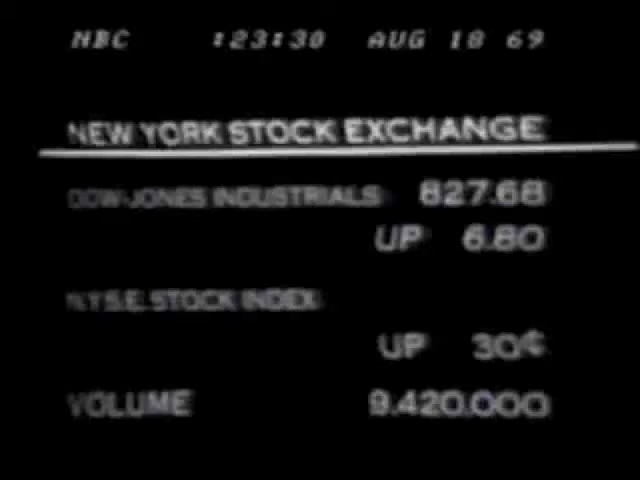 NBC :23:30 AUG 18 69
NEW YORK STOCK EXCHANGE
DOW-JONES INDUSTRIALS 827.68
UP 6.80
N.Y.S.E. STOCK INDEX
UP 30¢
VOLUME 9,420,000